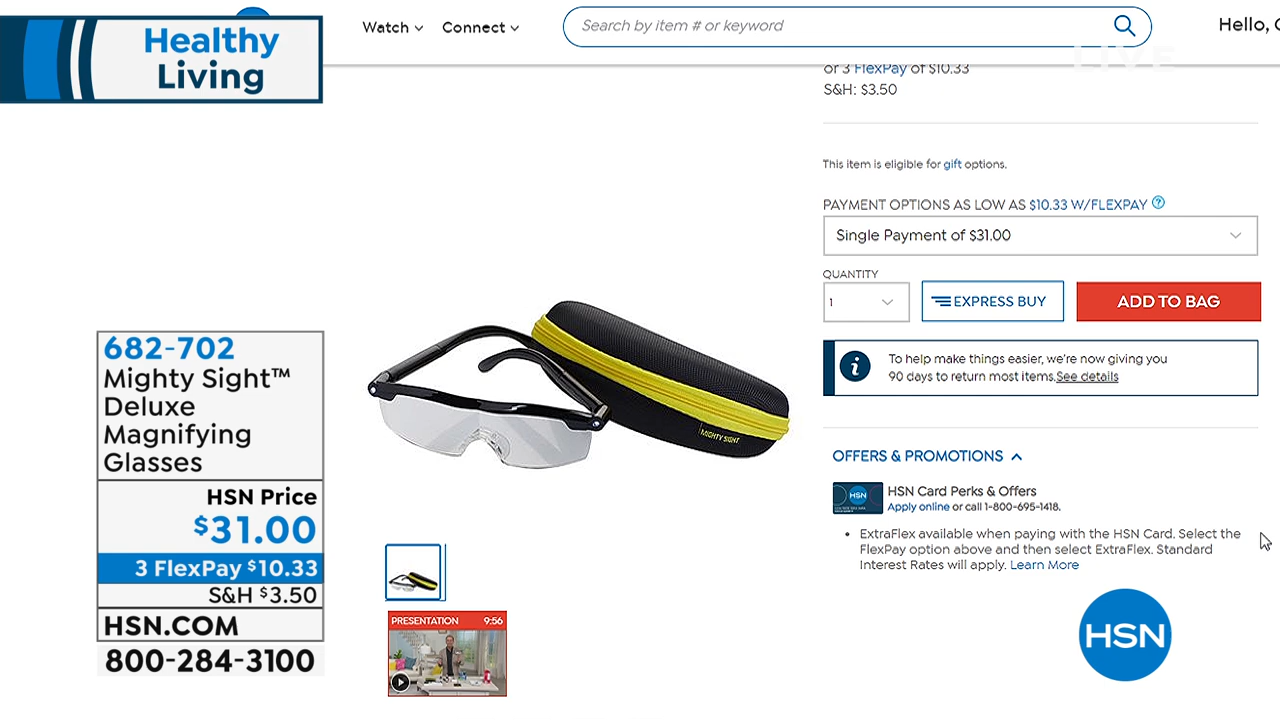 Healthy
Living
Watch
Connect
Search by item # or keyword
Hello,
LIVE
or 3 FlexPay of $10.33
S&H: $3.50
This item is eligible for gift options.
PAYMENT OPTIONS AS LOW AS $10.33 W/FLEXPAY ?
Single Payment of $31.00
QUANTITY
1
EXPRESS BUY
ADD TO BAG
i
To help make things easier, we're now giving you
90 days to return most items.See details
OFFERS & PROMOTIONS
HSN
HSN Card Perks & Offers
Apply online or call 1-800-695-1418.
• ExtraFlex available when paying with the HSN Card. Select the
FlexPay option above and then select ExtraFlex. Standard
Interest Rates will apply. Learn More
MIGHTY SIGHT
682-702
Mighty Sight™
Deluxe
Magnifying
Glasses
HSN Price
$31.00
3 FlexPay $10.33
S&H $3.50
HSN.COM
800-284-3100
PRESENTATION 9:56
HSN